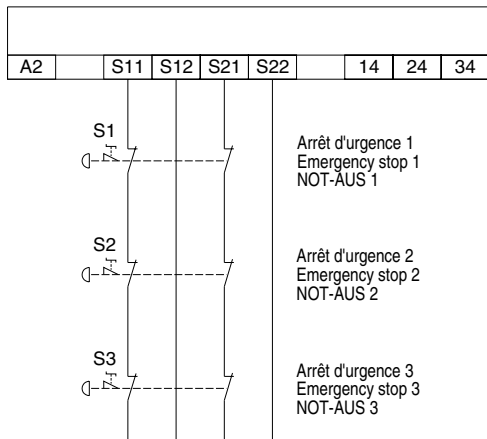 A2 S11 S12 S21 S22 14 24 34
S1
Arrêt d'urgence 1
Emergency stop 1
NOT-AUS 1
S2
Arrêt d'urgence 2
Emergency stop 2
NOT-AUS 2
S3
Arrêt d'urgence 3
Emergency stop 3
NOT-AUS 3